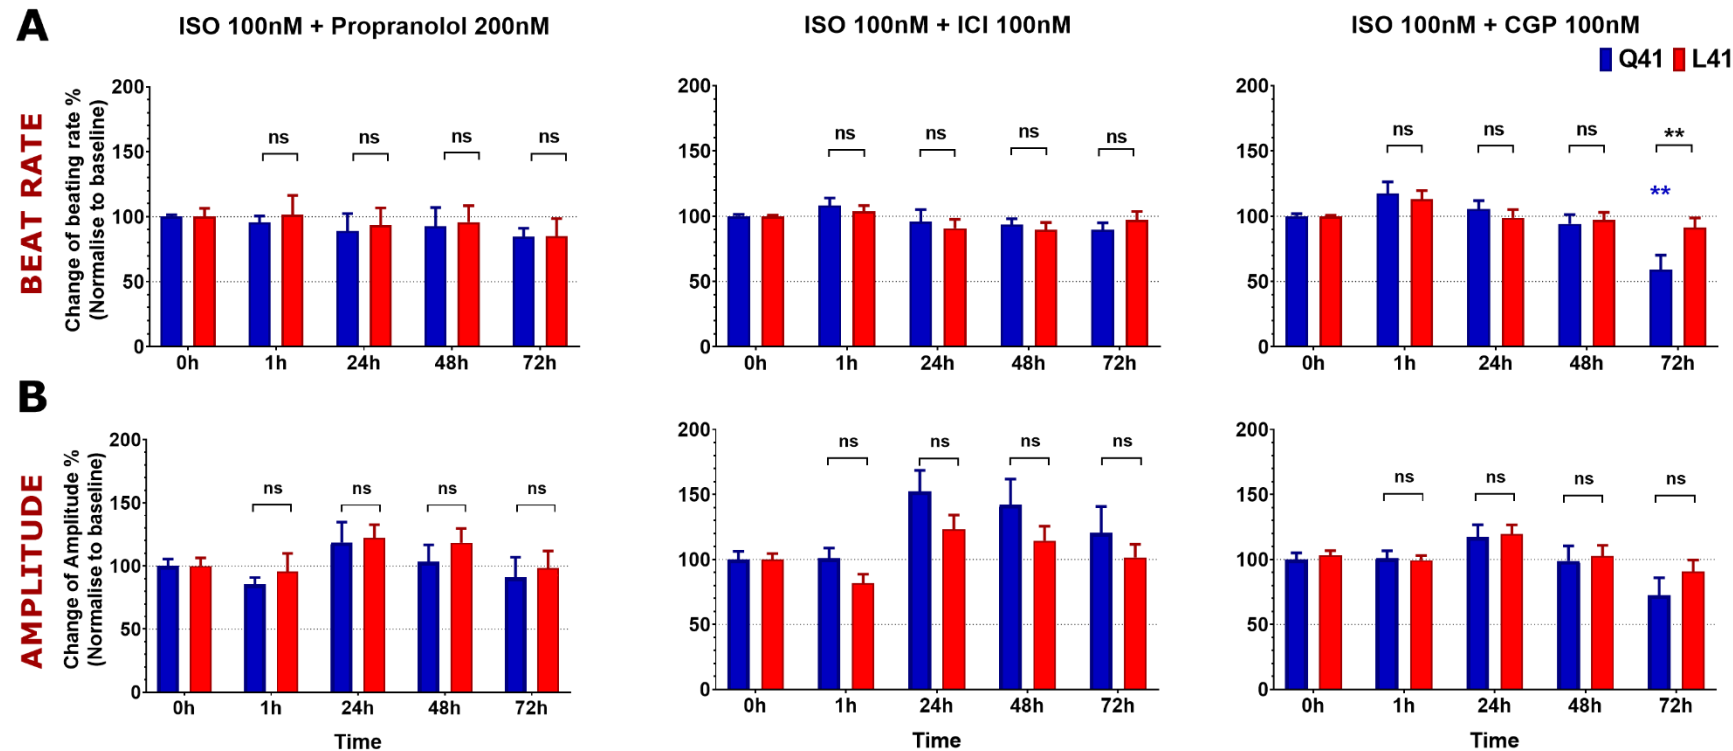 A
ISO 100nM + Propranolol 200nM
ISO 100nM + ICI 100nM
ISO 100nM + CGP 100nM
Q41 L41
BEAT RATE
Change of beating rate %
(Normalise to baseline)
200
150
100
50
0
ns ns ns ns
0h 1h 24h 48h 72h
200
150
100
50
0
ns ns ns ns
0h 1h 24h 48h 72h
200
150
100
50
0
ns ns ns **
**
0h 1h 24h 48h 72h
B
AMPLITUDE
Change of Amplitude %
(Normalise to baseline)
200
150
100
50
0
ns ns ns ns
0h 1h 24h 48h 72h
Time
200
150
100
50
0
ns ns ns ns
0h 1h 24h 48h 72h
Time
200
150
100
50
0
ns ns ns ns
0h 1h 24h 48h 72h
Time